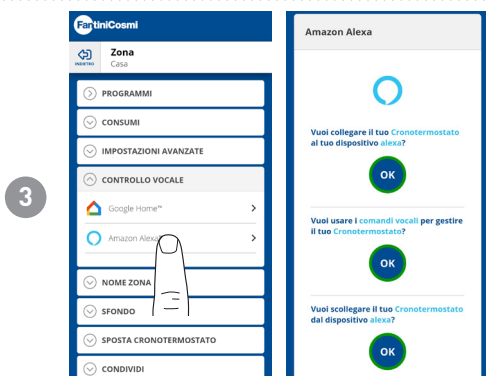 3
FantiniCosmi
INDIETRO
Zona
Casa
PROGRAMMI
CONSUMI
IMPOSTAZIONI AVANZATE
CONTROLLO VOCALE
Google Home™
Amazon Alexa
NOME ZONA
SFONDO
SPOSTA CRONOTERMOSTATO
CONDIVIDI
Amazon Alexa
Vuoi collegare il tuo Cronotermostato
al tuo dispositivo alexa?
OK
Vuoi usare i comandi vocali per gestire
il tuo Cronotermostato?
OK
Vuoi scollegare il tuo Cronotermostato
dal dispositivo alexa?
OK